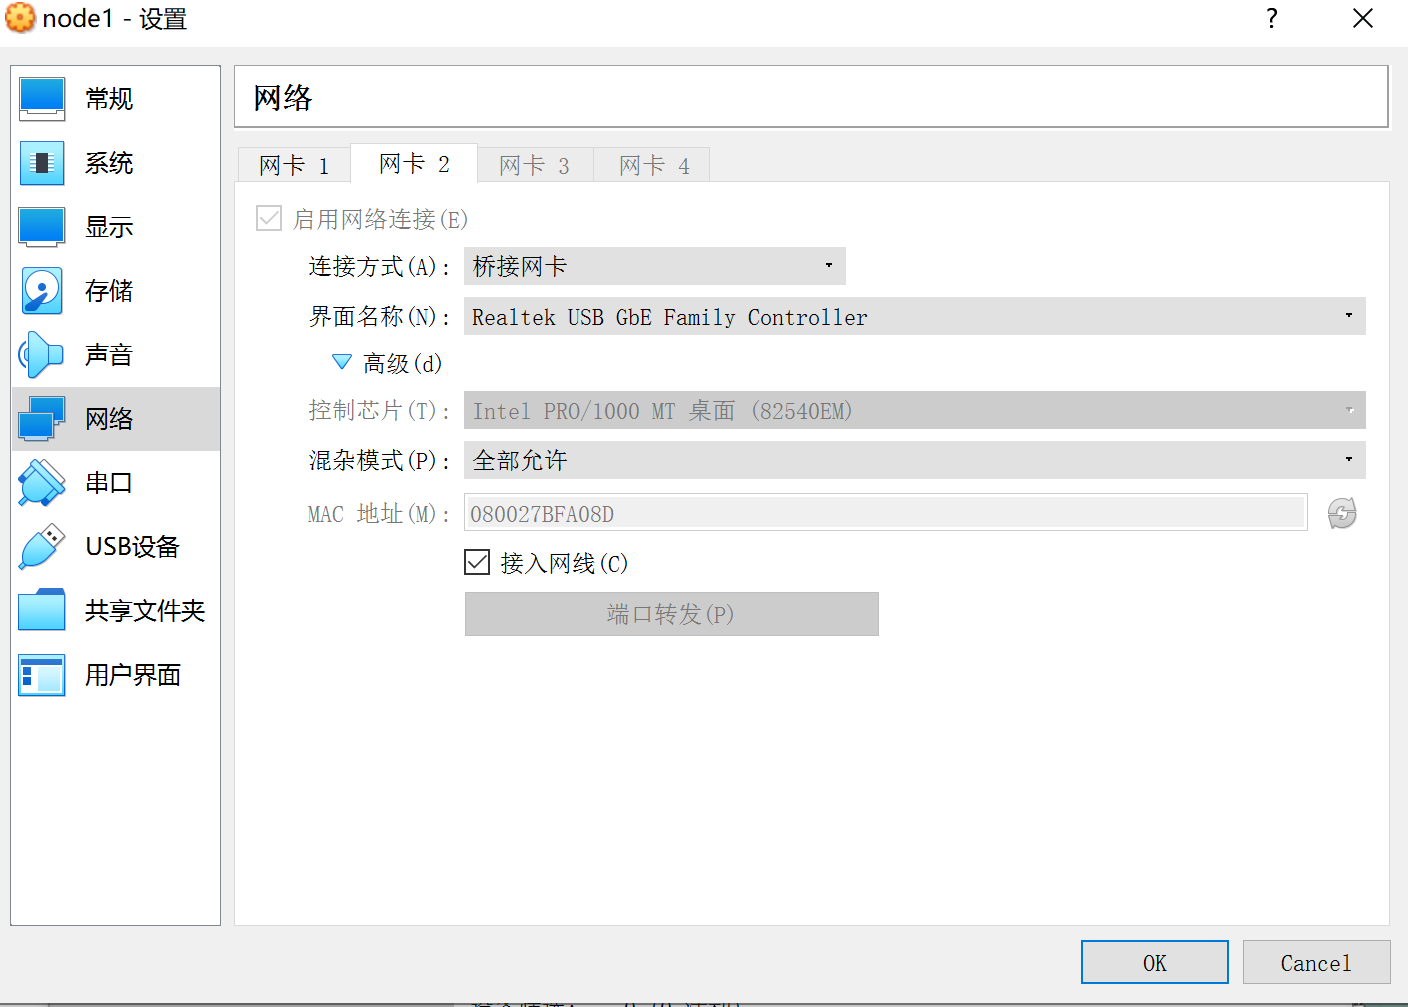 node1 - 设置
?
常规
系统
显示
存储
声音
网络
串口
USB设备
共享文件夹
用户界面
网络
网卡 1 网卡 2 网卡 3 网卡 4
启用网络连接(E)
连接方式(A): 桥接网卡
界面名称(N): Realtek USB GbE Family Controller
高级(d)
控制芯片(T): Intel PRO/1000 MT 桌面 (82540EM)
混杂模式(P): 全部允许
MAC 地址(M): 080027BFA08D
接入网线(C)
端口转发(P)
OK Cancel